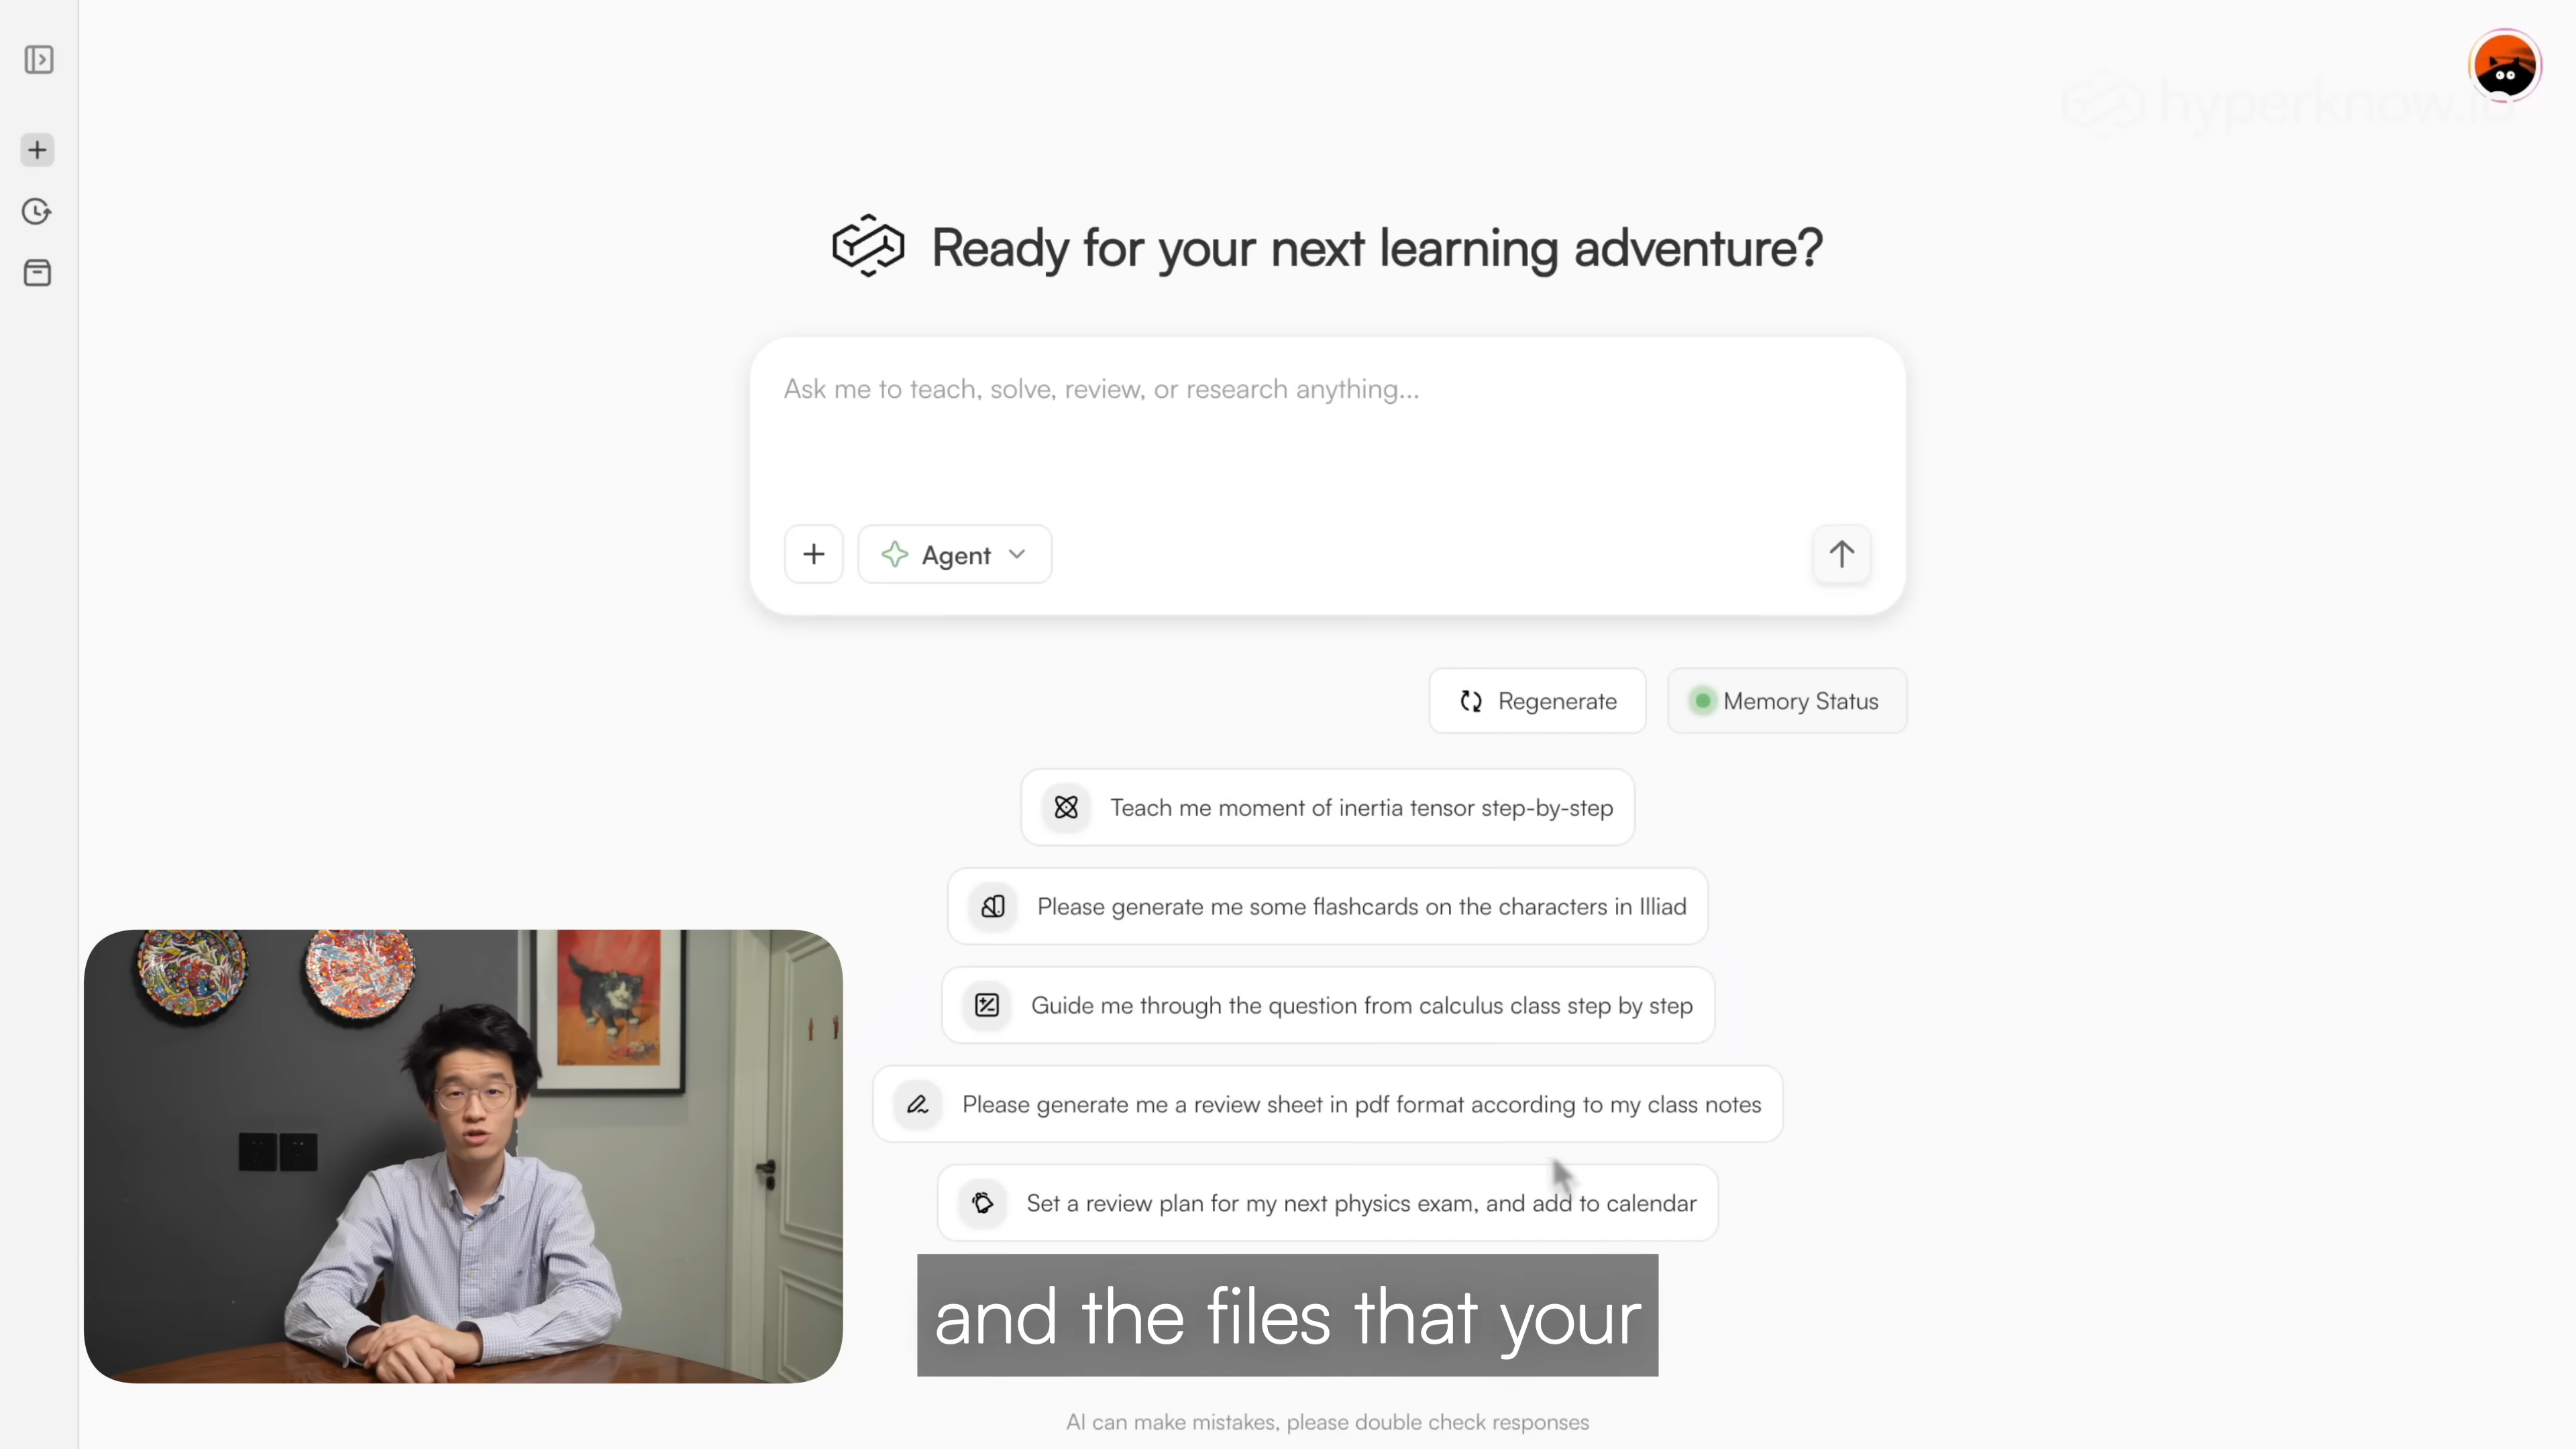 hyperknow.io
Ready for your next learning adventure?
Ask me to teach, solve, review, or research anything...
Agent
Regenerate
Memory Status
Teach me moment of inertia tensor step-by-step
Please generate me some flashcards on the characters in Illiad
Guide me through the question from calculus class step by step
Please generate me a review sheet in pdf format according to my class notes
Set a review plan for my next physics exam, and add to calendar
and the files that your
AI can make mistakes, please double check responses